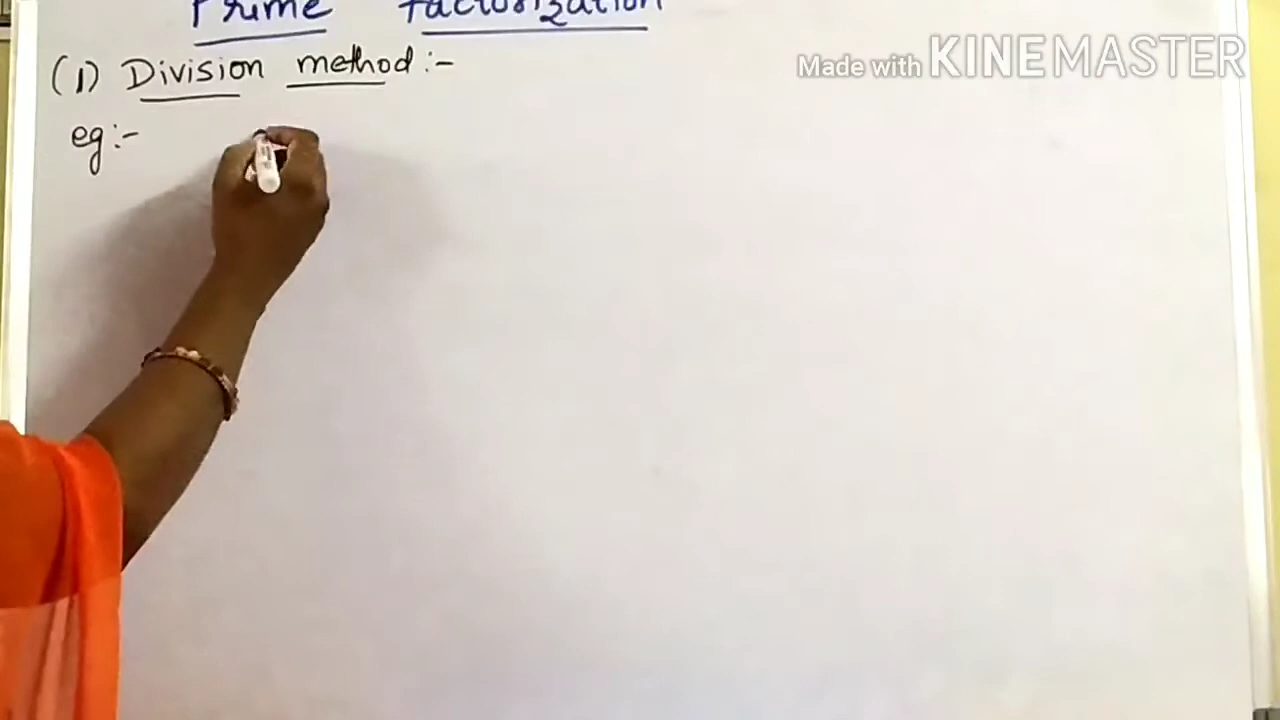 Prime factorization
Made with KINEMASTER
(1) Division method :-
eg:-